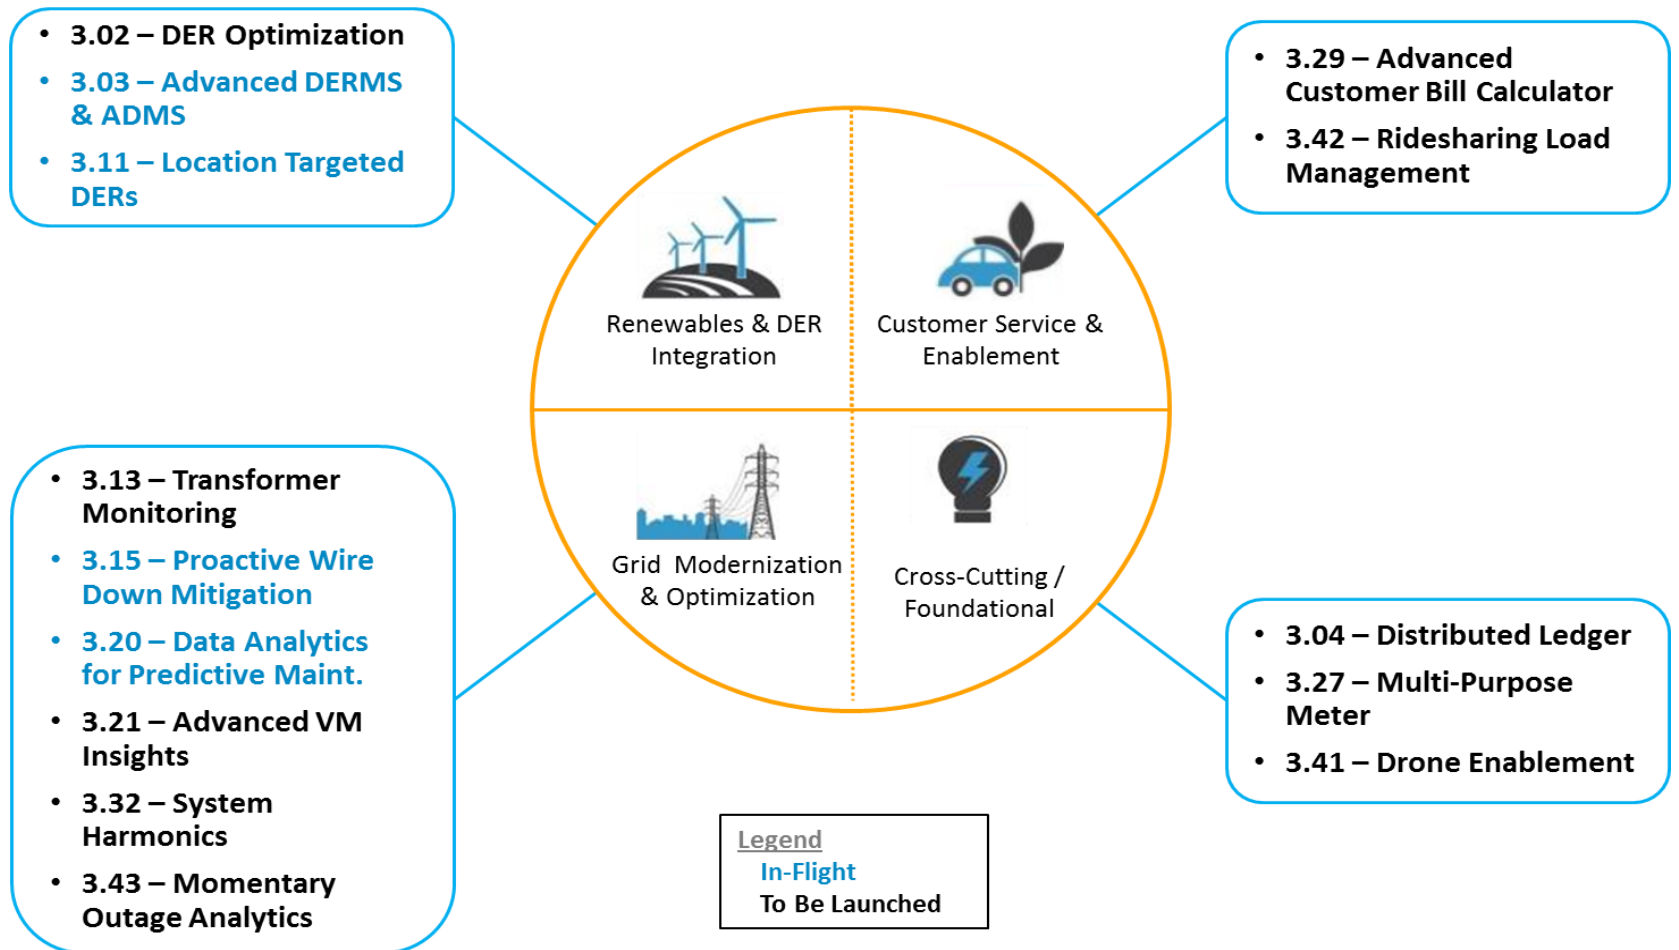 • 3.02 – DER Optimization
• 3.03 – Advanced DERMS
& ADMS
• 3.11 – Location Targeted
DERs
• 3.29 – Advanced
Customer Bill Calculator
• 3.42 – Ridesharing Load
Management
Renewables & DER
Integration
Customer Service &
Enablement
Grid Modernization
& Optimization
Cross-Cutting /
Foundational
• 3.13 – Transformer
Monitoring
• 3.15 – Proactive Wire
Down Mitigation
• 3.20 – Data Analytics
for Predictive Maint.
• 3.21 – Advanced VM
Insights
• 3.32 – System
Harmonics
• 3.43 – Momentary
Outage Analytics
• 3.04 – Distributed Ledger
• 3.27 – Multi-Purpose
Meter
• 3.41 – Drone Enablement
Legend
In-Flight
To Be Launched